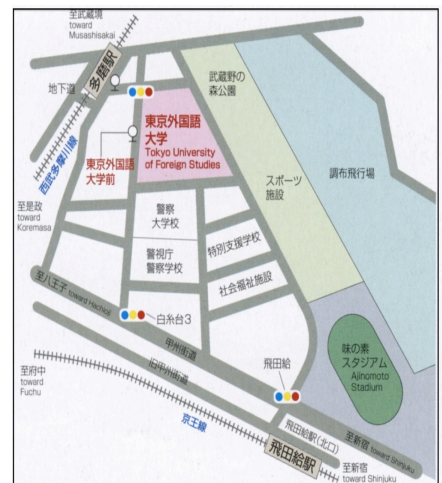 至武蔵境
toward
Musashisakai
多磨駅
地下道
西武多摩川線
東京外国語
大学
Tokyo University
of Foreign Studies
東京外国語
大学前
武蔵野の
森公園
調布飛行場
スポーツ
施設
至是政
toward
Koremasa
警察
大学校
警視庁
警察学校
特別支援学校
社会福祉施設
至八王子 toward Hachioji
白糸台3
甲州街道
旧甲州街道
飛田給
味の素
スタジアム
Ajinomoto
Stadium
至府中
toward
Fuchu
京王線
飛田給(北口)
飛田給駅
至新宿 toward Shinjuku
至新宿
toward Shinjuku